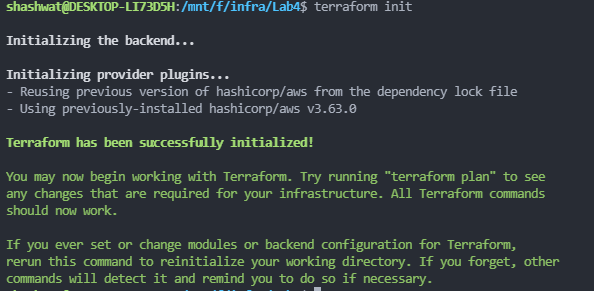 shashwat@DESKTOP-LI73D5H:/mnt/f/infra/Lab4$ terraform init
Initializing the backend...
Initializing provider plugins...
- Reusing previous version of hashicorp/aws from the dependency lock file
- Using previously-installed hashicorp/aws v3.63.0
Terraform has been successfully initialized!
You may now begin working with Terraform. Try running "terraform plan" to see
any changes that are required for your infrastructure. All Terraform commands
should now work.
If you ever set or change modules or backend configuration for Terraform,
rerun this command to reinitialize your working directory. If you forget, other
commands will detect it and remind you to do so if necessary.